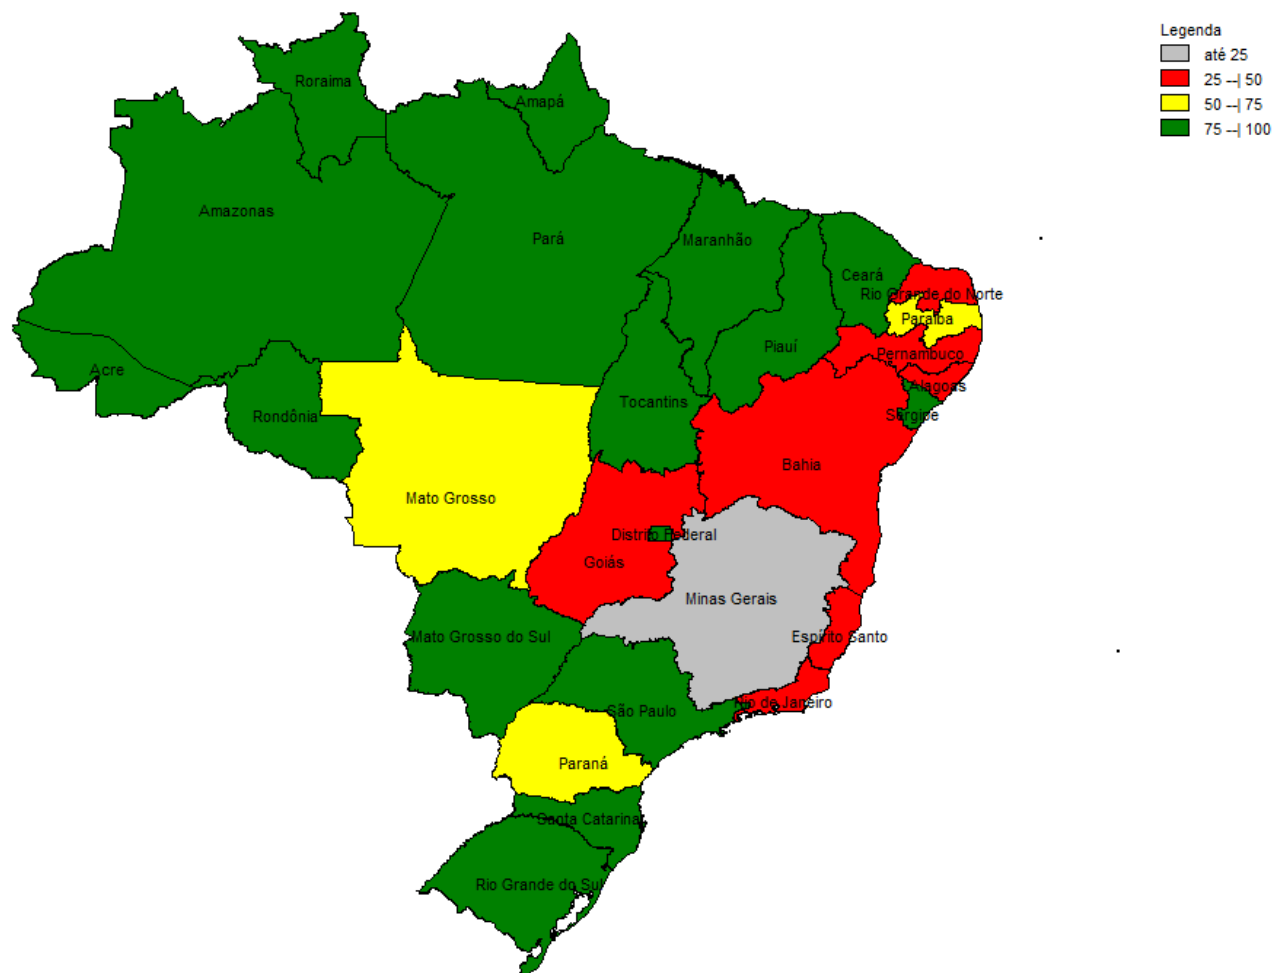 Legenda
até 25
25 --| 50
50 --| 75
75 --| 100
Roraima
Amapá
Amazonas
Pará
Maranhão
Ceará
Rio Grande do Norte
Paraíba
Piauí
Pernambuco
Acre
Alagoas
Tocantins
Sergipe
Rondônia
Bahia
Mato Grosso
Distrito Federal
Goiás
Minas Gerais
Mato Grosso do Sul
Espírito Santo
Rio de Janeiro
São Paulo
Paraná
Santa Catarina
Rio Grande do Sul